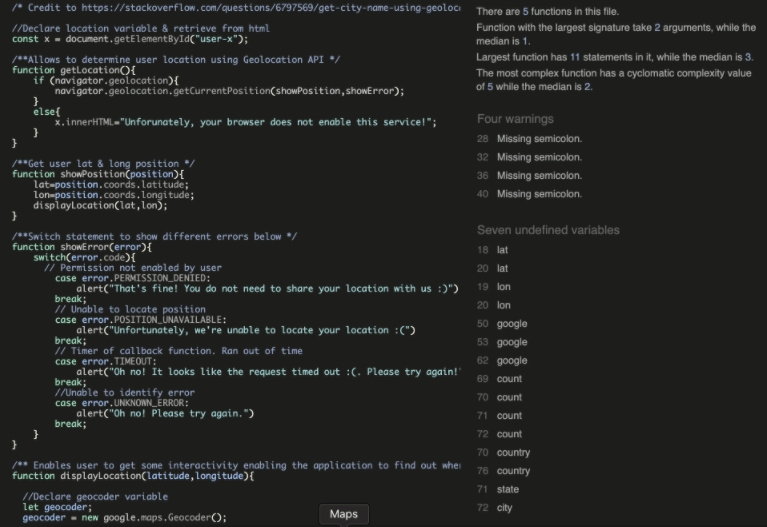 /* Credit to https://stackoverflow.com/questions/6797569/get-city-name-using-geoloc
//Declare location variable & retrieve from html
const x = document.getElementById("user-x");
/**Allows to determine user location using Geolocation API */
function getLocation(){
if (navigator.geolocation){
navigator.geolocation.getCurrentPosition(showPosition,showError);
}
else{
x.innerHTML="Unforunately, your browser does not enable this service!";
}
}
/**Get user lat & long position */
function showPosition(position){
lat=position.coords.latitude;
lon=position.coords.longitude;
displayLocation(lat,lon);
}
/**Switch statement to show different errors below */
function showError(error){
switch(error.code){
// Permission not enabled by user
case error.PERMISSION_DENIED:
alert("That's fine! You do not need to share your location with us :)")
break;
// Unable to locate position
case error.POSITION_UNAVAILABLE:
alert("Unfortunately, we're unable to locate your location :(")
break;
// Timer of callback function. Ran out of time
case error.TIMEOUT:
alert("Oh no! It looks like the request timed out :(. Please try again!"
break;
//Unable to identify error
case error.UNKNOWN_ERROR:
alert("Oh no! Please try again.")
break;
}
}
/** Enables user to get some interactivity enabling the application to find out whe
function displayLocation(latitude,longitude){
//Declare geocoder variable
let geocoder;
geocoder = new google.maps.Geocoder();
Maps
There are 5 functions in this file.
Function with the largest signature take 2 arguments, while the
median is 1.
Largest function has 11 statements in it, while the median is 3.
The most complex function has a cyclomatic complexity value
of 5 while the median is 2.
Four warnings
28 Missing semicolon.
32 Missing semicolon.
36 Missing semicolon.
40 Missing semicolon.
Seven undefined variables
18 lat
20 lat
19 lon
20 lon
50 google
53 google
62 google
69 count
70 count
71 count
72 count
70 country
76 country
71 state
72 city